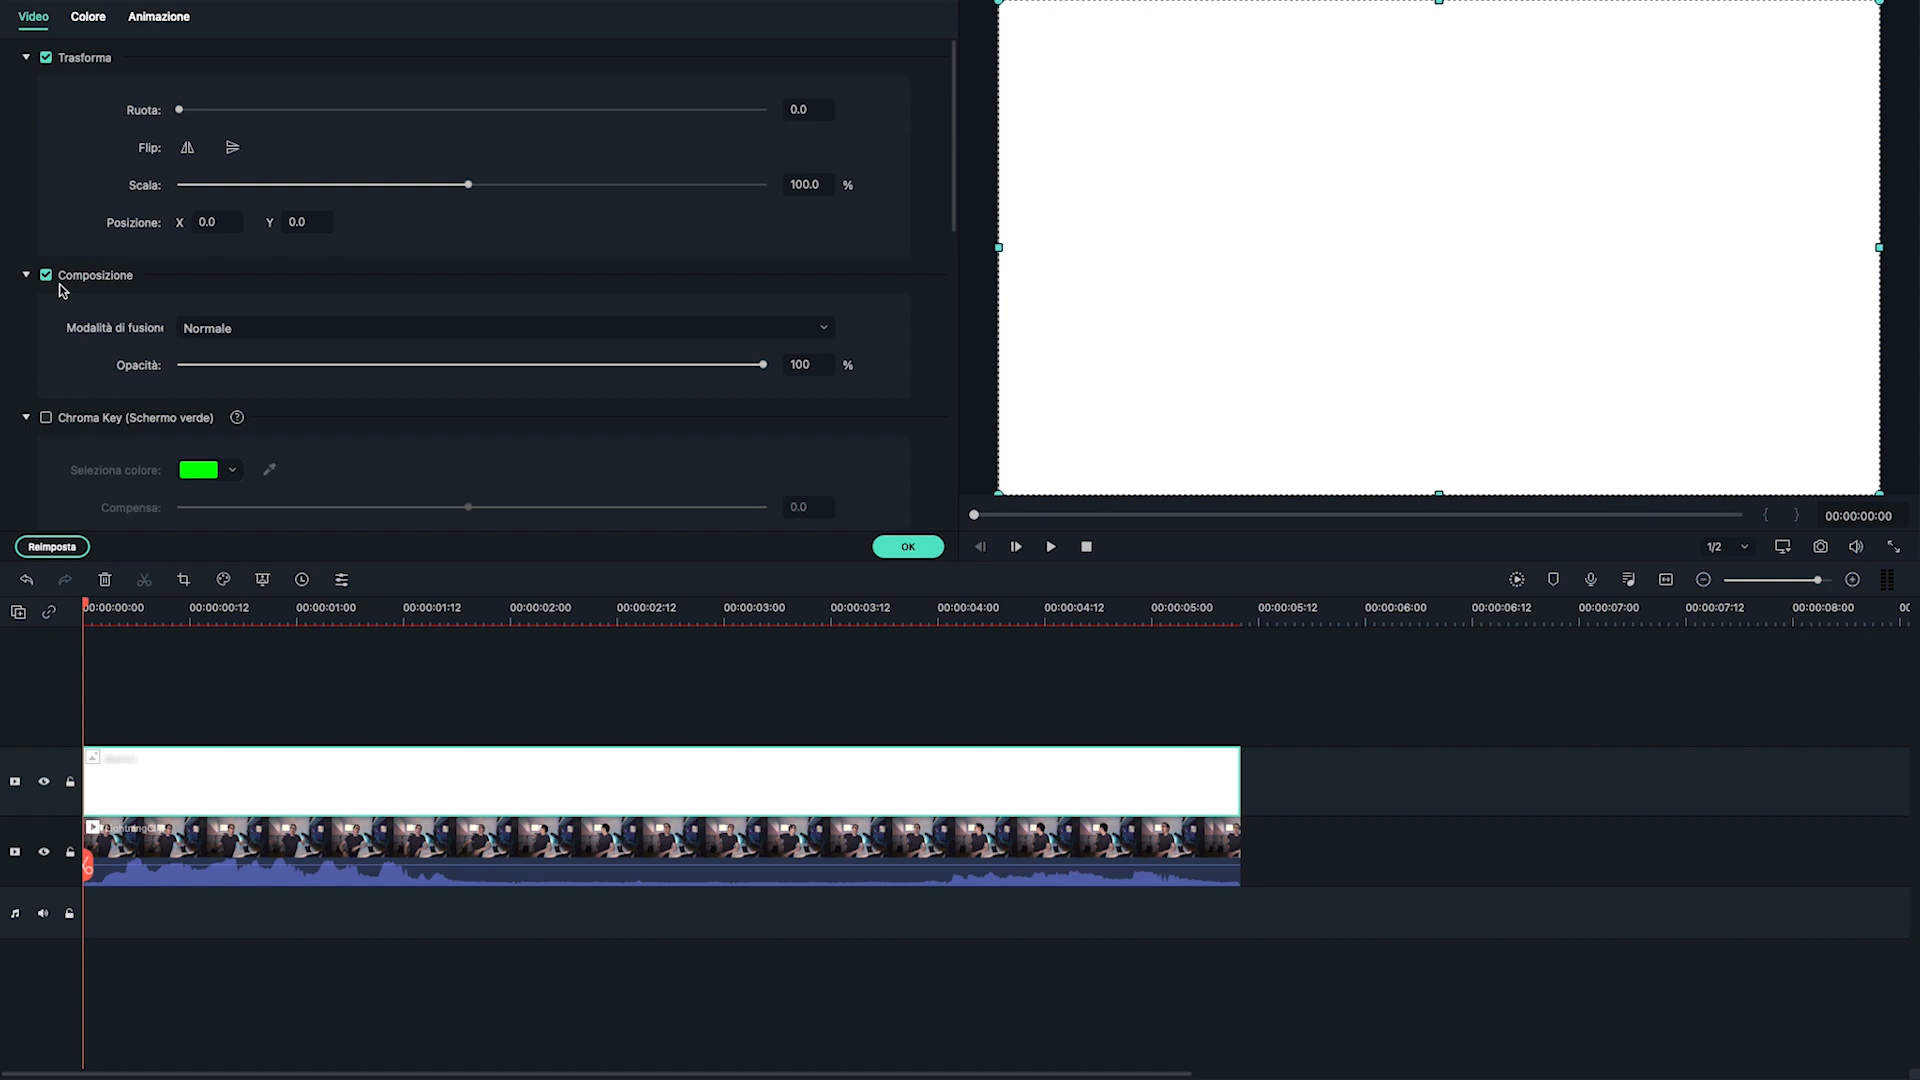 Video Colore Animazione
Trasforma
Ruota: 0.0
Flip:
Scala: 100.0 %
Posizione: X 0.0 Y 0.0
Composizione
Modalità di fusione Normale
Opacità: 100 %
Chroma Key (Schermo verde) ?
Seleziona colore:
Compensa: 0.0
Reimposta OK
{ } 00:00:00:00
1/2
00:00:00:00 00:00:00:12 00:00:01:00 00:00:01:12 00:00:02:00 00:00:02:12 00:00:03:00 00:00:03:12 00:00:04:00 00:00:04:12 00:00:05:00 00:00:05:12 00:00:06:00 00:00:06:12 00:00:07:00 00:00:07:12 00:00:08:00